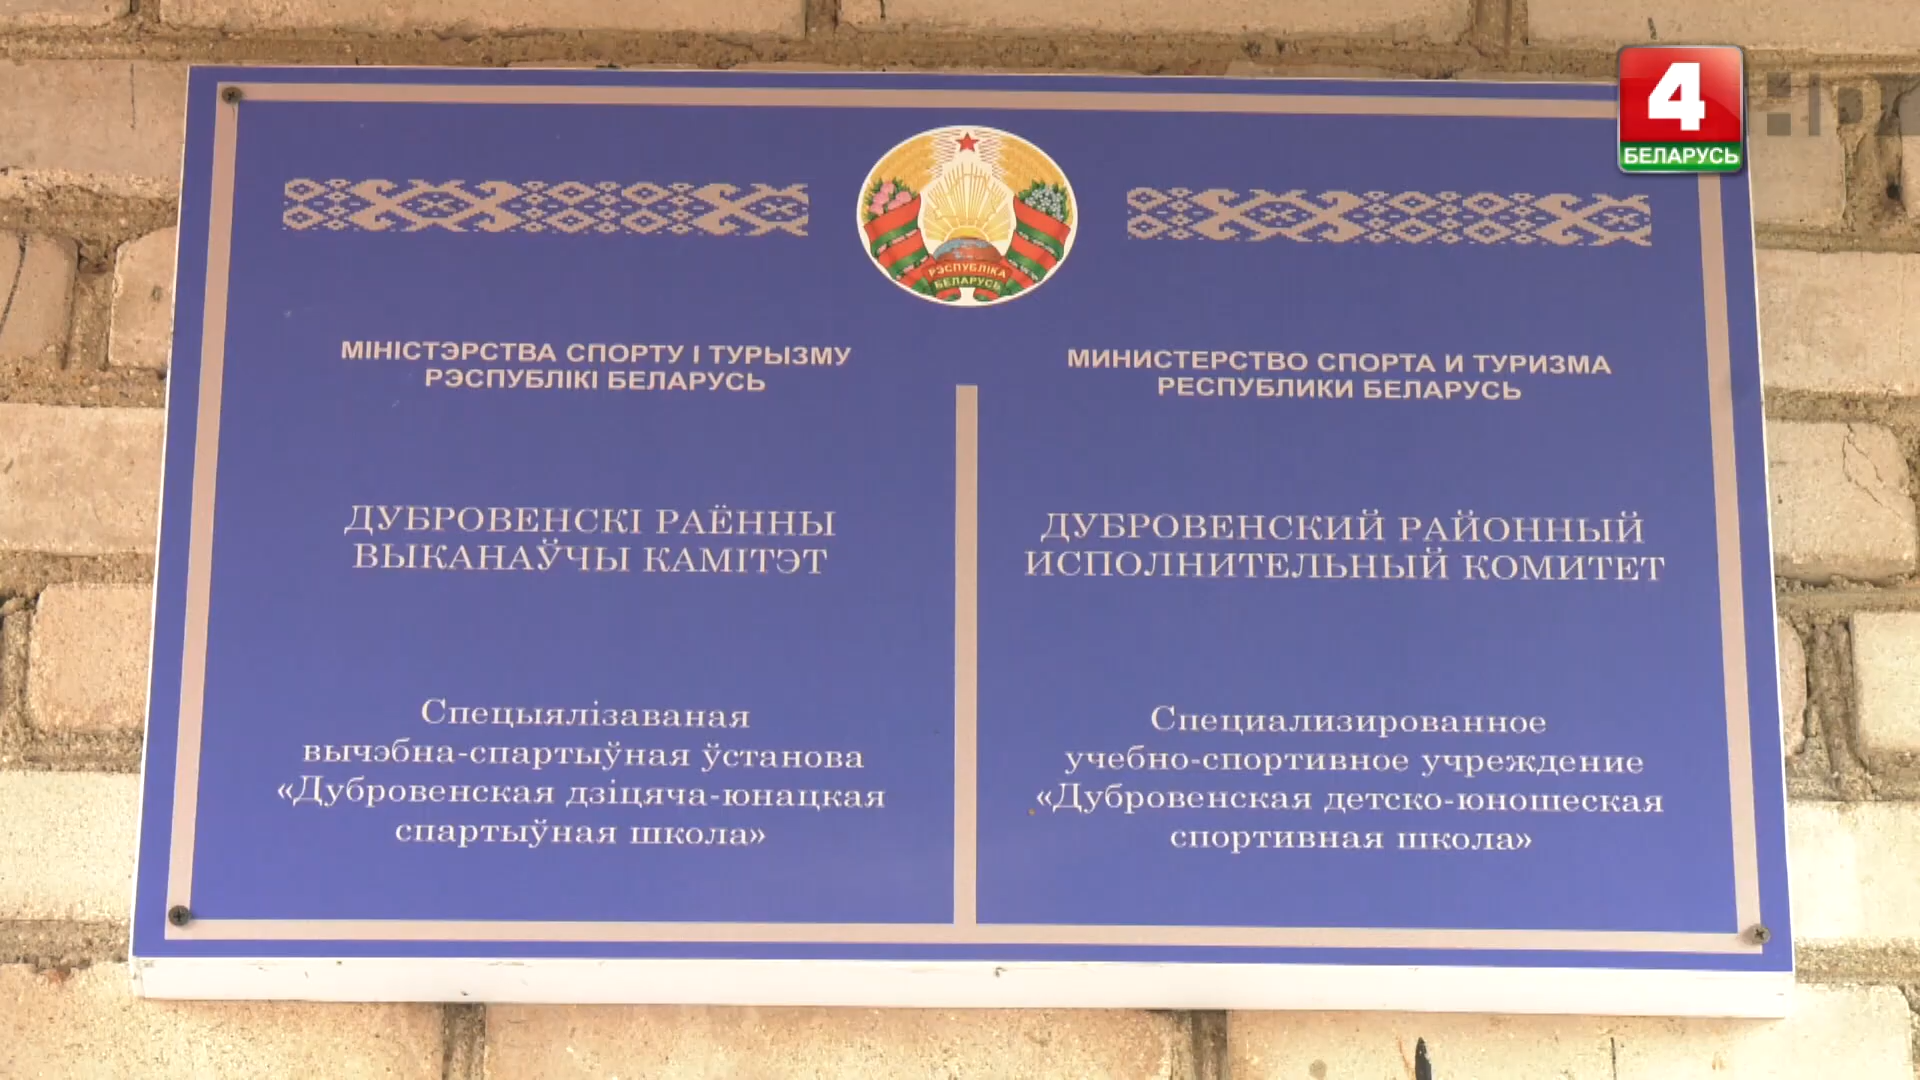 4
БЕЛАРУСЬ
РЭСПУБЛІКА
БЕЛАРУСЬ
МІНІСТЭРСТВА СПОРТУ І ТУРЫЗМУ
РЭСПУБЛІКІ БЕЛАРУСЬ
ДУБРОВЕНСКІ РАЁННЫ
ВЫКАНАЎЧЫ КАМІТЭТ
Спецыялізаваная
вычэбна-спартыўная ўстанова
«Дубровенская дзіцяча-юнацкая
спартыўная школа»
МИНИСТЕРСТВО СПОРТА И ТУРИЗМА
РЕСПУБЛИКИ БЕЛАРУСЬ
ДУБРОВЕНСКИЙ РАЙОННЫЙ
ИСПОЛНИТЕЛЬНЫЙ КОМИТЕТ
Специализированное
учебно-спортивное учреждение
«Дубровенская детско-юношеская
спортивная школа»